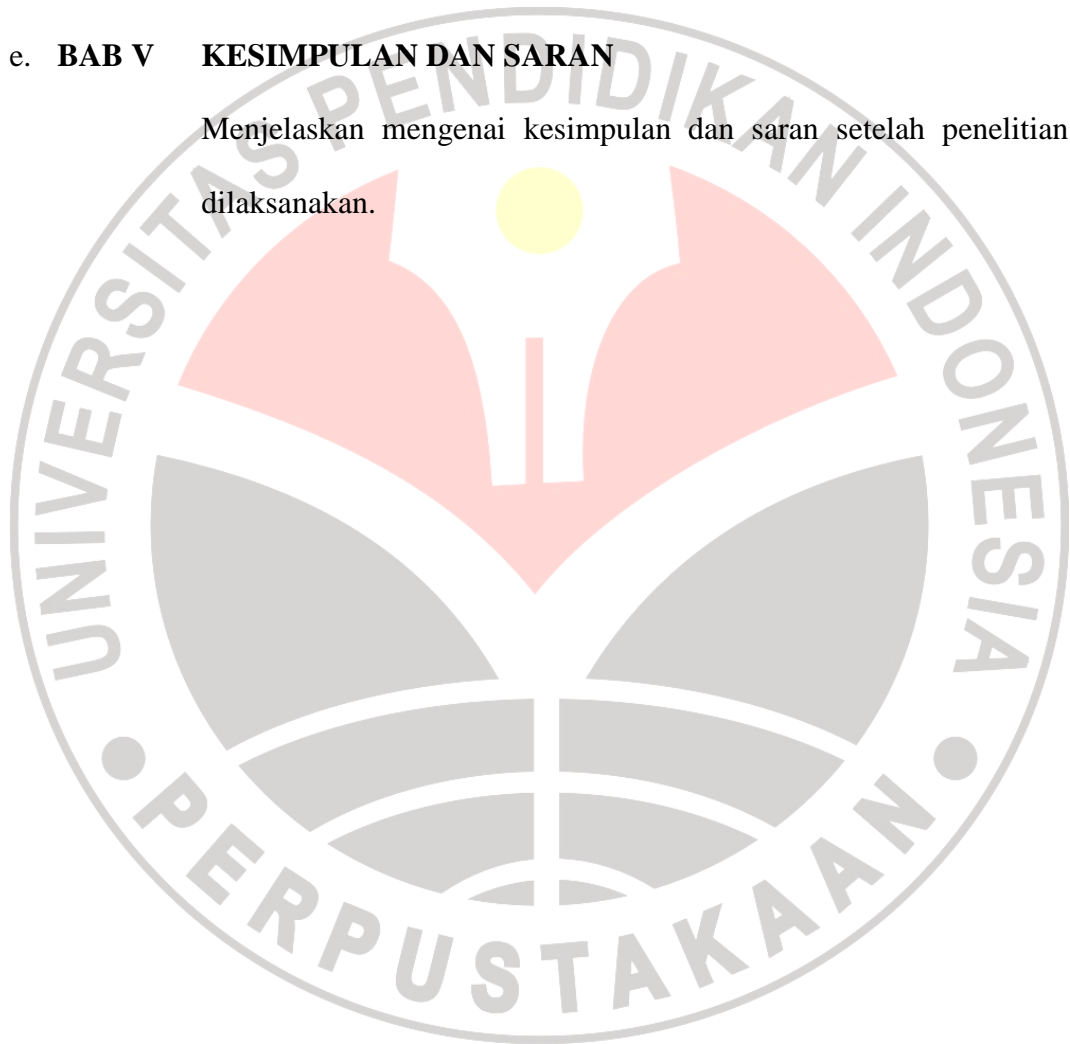 e. BAB V KESIMPULAN DAN SARAN
Menjelaskan mengenai kesimpulan dan saran setelah penelitian
dilaksanakan.
UNIVERSITAS PENDIDIKAN INDONESIA
PERPUSTAKAAN